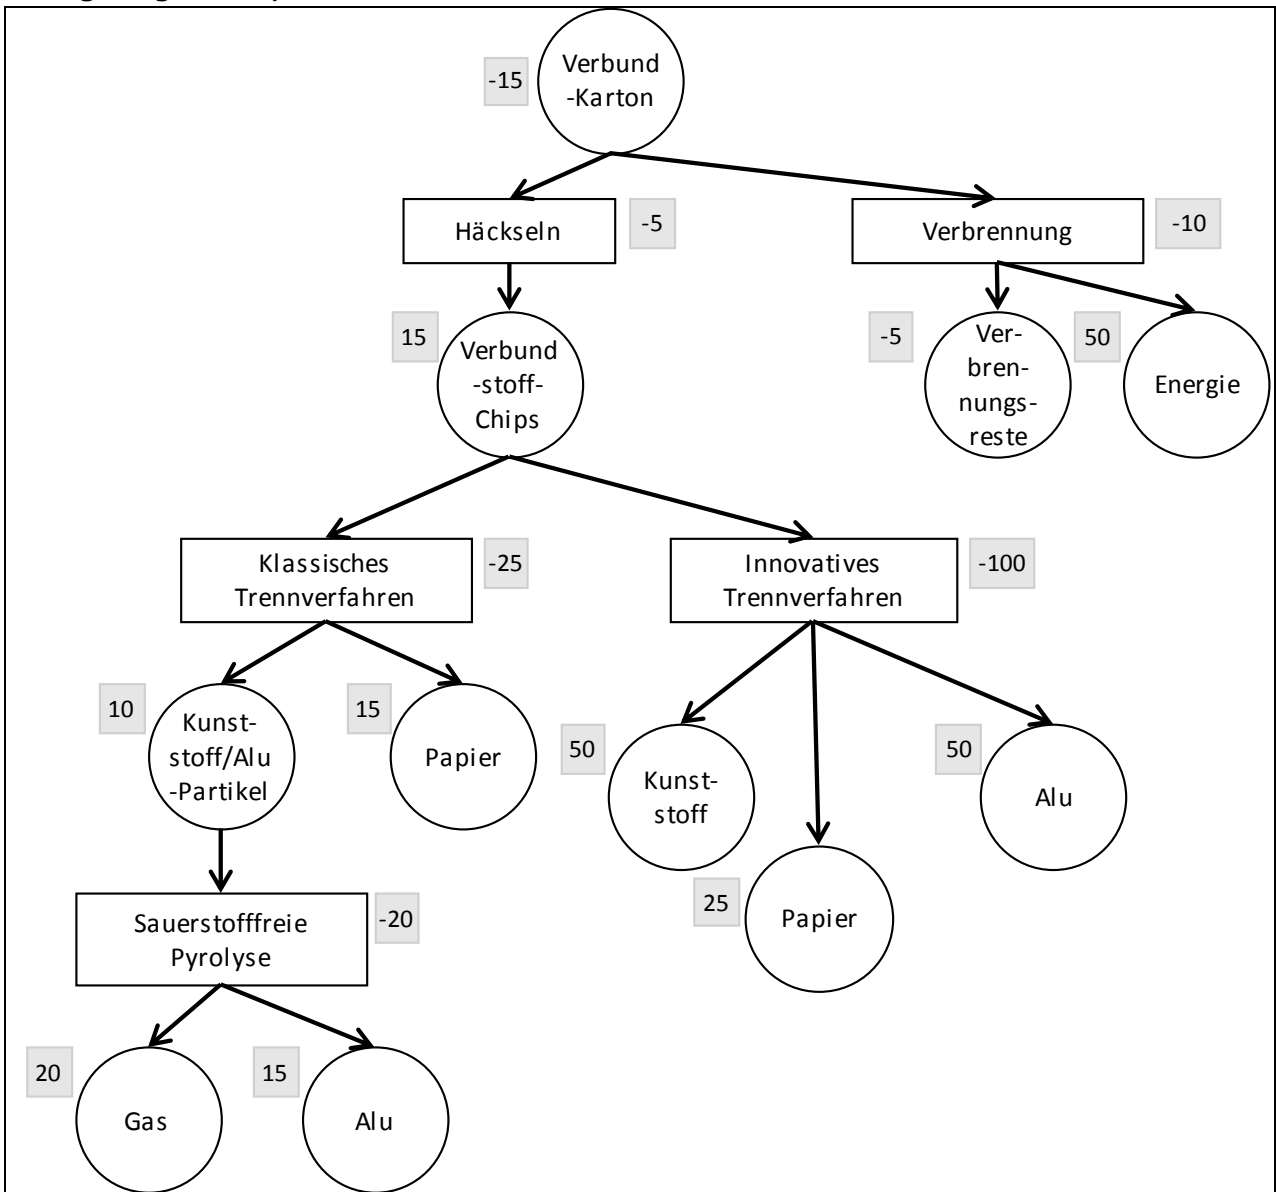 Verbund
-Karton
-15
Häckseln
-5
Verbrennung
-10
15
Verbund
-stoff-
Chips
-5
Ver-
bren-
nungs-
reste
50
Energie
Klassisches
Trennverfahren
-25
Innovatives
Trennverfahren
-100
10
Kunst-
stoff/Alu
-Partikel
15
Papier
50
Kunst-
stoff
50
Alu
25
Papier
Sauerstofffreie
Pyrolyse
-20
20
Gas
15
Alu